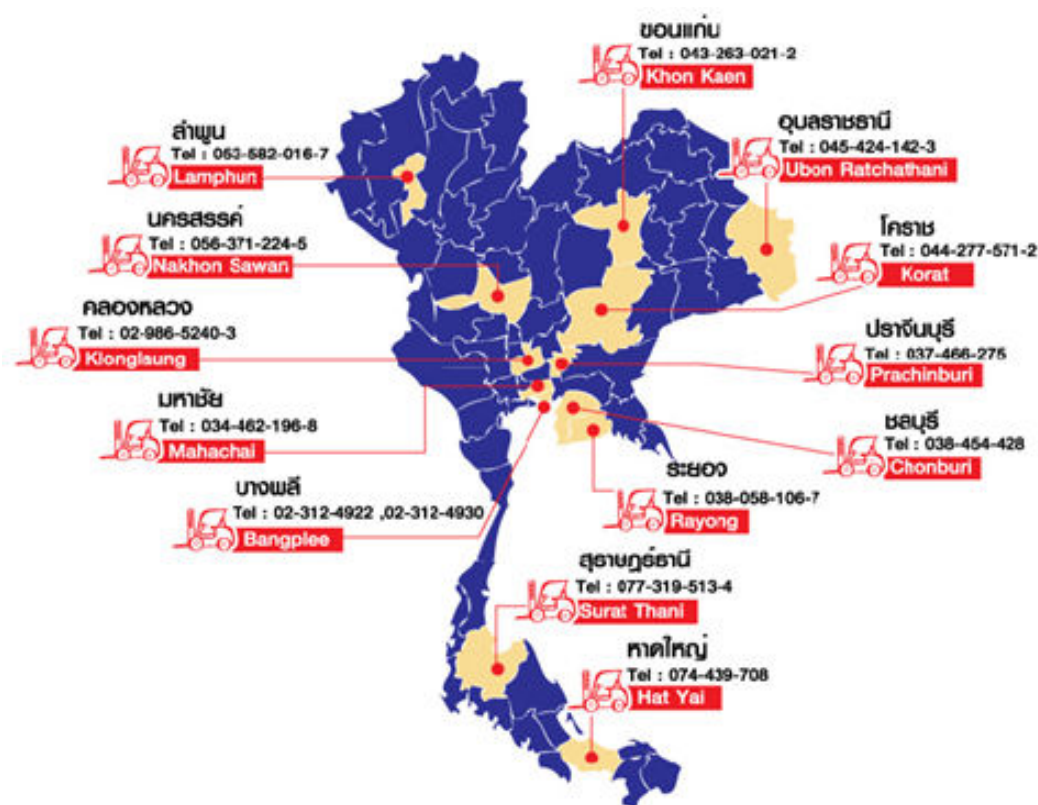 ขอนแก่น
Tel : 043-263-021-2
Khon Kaen
อุบลราชธานี
Tel : 045-424-142-3
Ubon Ratchathani
ลำพูน
Tel : 053-582-016-7
Lamphun
นครสรรค์
Tel : 056-371-224-5
Nakhon Sawan
โคราช
Tel : 044-277-571-2
Korat
คลองหลวง
Tel : 02-986-5240-3
Klonglsung
ปราจีนบุรี
Tel : 037-466-275
Prachinburi
มหาชัย
Tel : 034-462-196-8
Mahachai
ชลบุรี
Tel : 038-454-428
Chonburi
บางพลี
Tel : 02-312-4922 ,02-312-4930
Bangplee
ระยอง
Tel : 038-058-106-7
Rayong
สุราษฎร์ธานี
Tel : 077-319-513-4
Surat Thani
หาดใหญ่
Tel : 074-439-708
Hat Yai